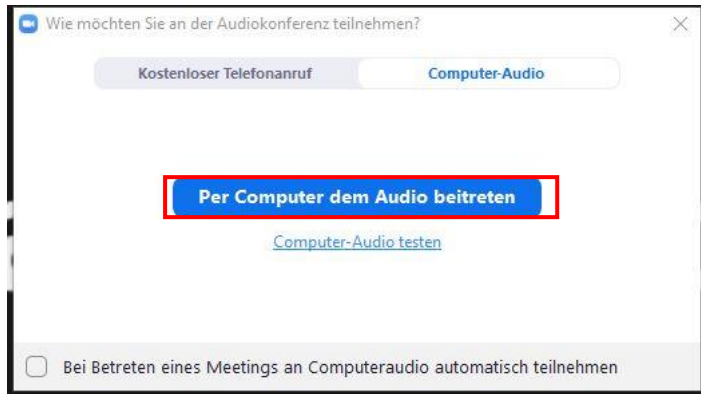 Wie möchten Sie an der Audiokonferenz teilnehmen?
Kostenloser Telefonanruf Computer-Audio
Per Computer dem Audio beitreten
Computer-Audio testen
Bei Betreten eines Meetings an Computeraudio automatisch teilnehmen